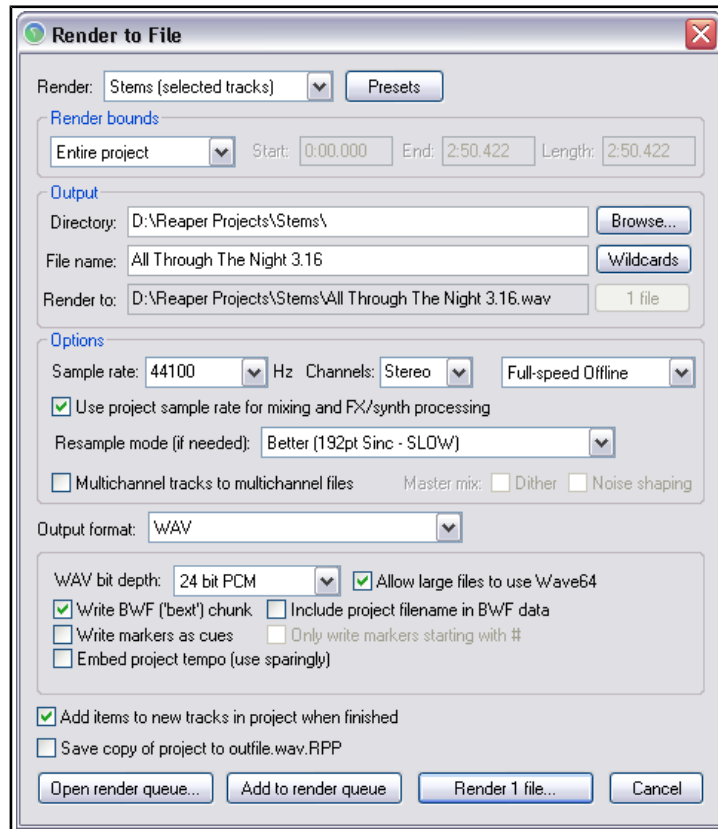 Render to File
Render: Stems (selected tracks) Presets
Render bounds
Entire project Start: 0:00.000 End: 2:50.422 Length: 2:50.422
Output
Directory: D:\Reaper Projects\Stems\ Browse...
File name: All Through The Night 3.16 Wildcards
Render to: D:\Reaper Projects\Stems\All Through The Night 3.16.wav 1 file
Options
Sample rate: 44100 Hz Channels: Stereo Full-speed Offline
Use project sample rate for mixing and FX/synth processing
Resample mode (if needed): Better (192pt Sinc - SLOW)
Multichannel tracks to multichannel files Master mix: Dither Noise shaping
Output format: WAV
WAV bit depth: 24 bit PCM Allow large files to use Wave64
Write BWF ('bext') chunk Include project filename in BWF data
Write markers as cues Only write markers starting with #
Embed project tempo (use sparingly)
Add items to new tracks in project when finished
Save copy of project to outfile.wav.RPP
Open render queue... Add to render queue Render 1 file... Cancel